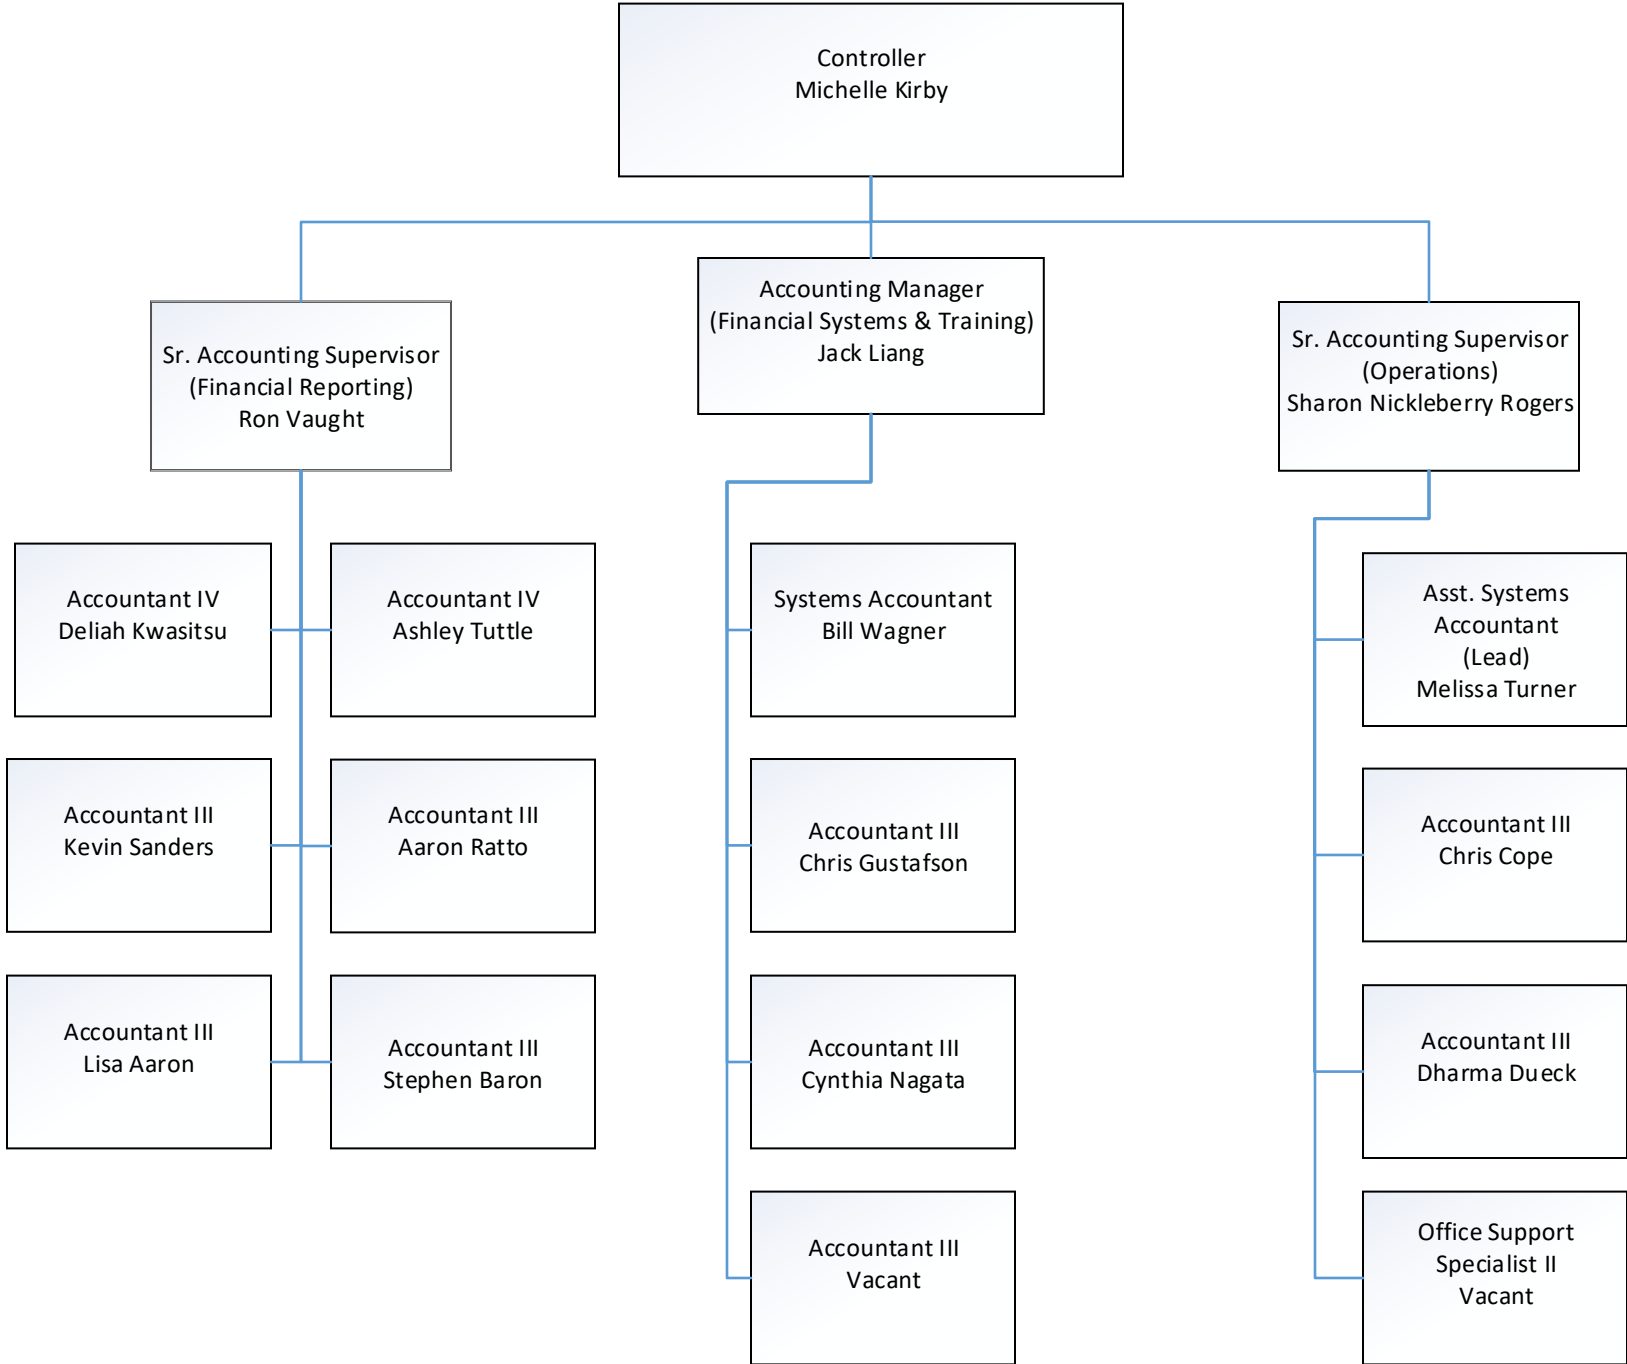 Controller
Michelle Kirby
Accounting Manager
(Financial Systems & Training)
Jack Liang
Sr. Accounting Supervisor
(Financial Reporting)
Ron Vaught
Sr. Accounting Supervisor
(Operations)
Sharon Nickleberry Rogers
Accountant IV
Deliah Kwasitsu
Accountant IV
Ashley Tuttle
Systems Accountant
Bill Wagner
Asst. Systems
Accountant
(Lead)
Melissa Turner
Accountant III
Kevin Sanders
Accountant III
Aaron Ratto
Accountant III
Chris Gustafson
Accountant III
Chris Cope
Accountant III
Lisa Aaron
Accountant III
Stephen Baron
Accountant III
Cynthia Nagata
Accountant III
Dharma Dueck
Accountant III
Vacant
Office Support
Specialist II
Vacant